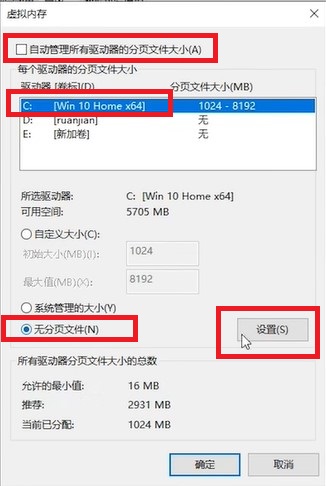 虚拟内存
自动管理所有驱动器的分页文件大小(A)
每个驱动器的分页文件大小
驱动器 [卷标](D) 分页文件大小(MB)
C: [Win 10 Home x64] 1024 - 8192
D: [ruanjian] 无
E: [新加卷] 无
所选驱动器: C: [Win 10 Home x64]
可用空间: 5705 MB
自定义大小(C):
初始大小(MB)(I): 1024
最大值(MB)(X): 8192
系统管理的大小(Y)
无分页文件(N) 设置(S)
所有驱动器分页文件大小的总数
允许的最小值: 16 MB
推荐: 2931 MB
当前已分配: 1024 MB
确定 取消